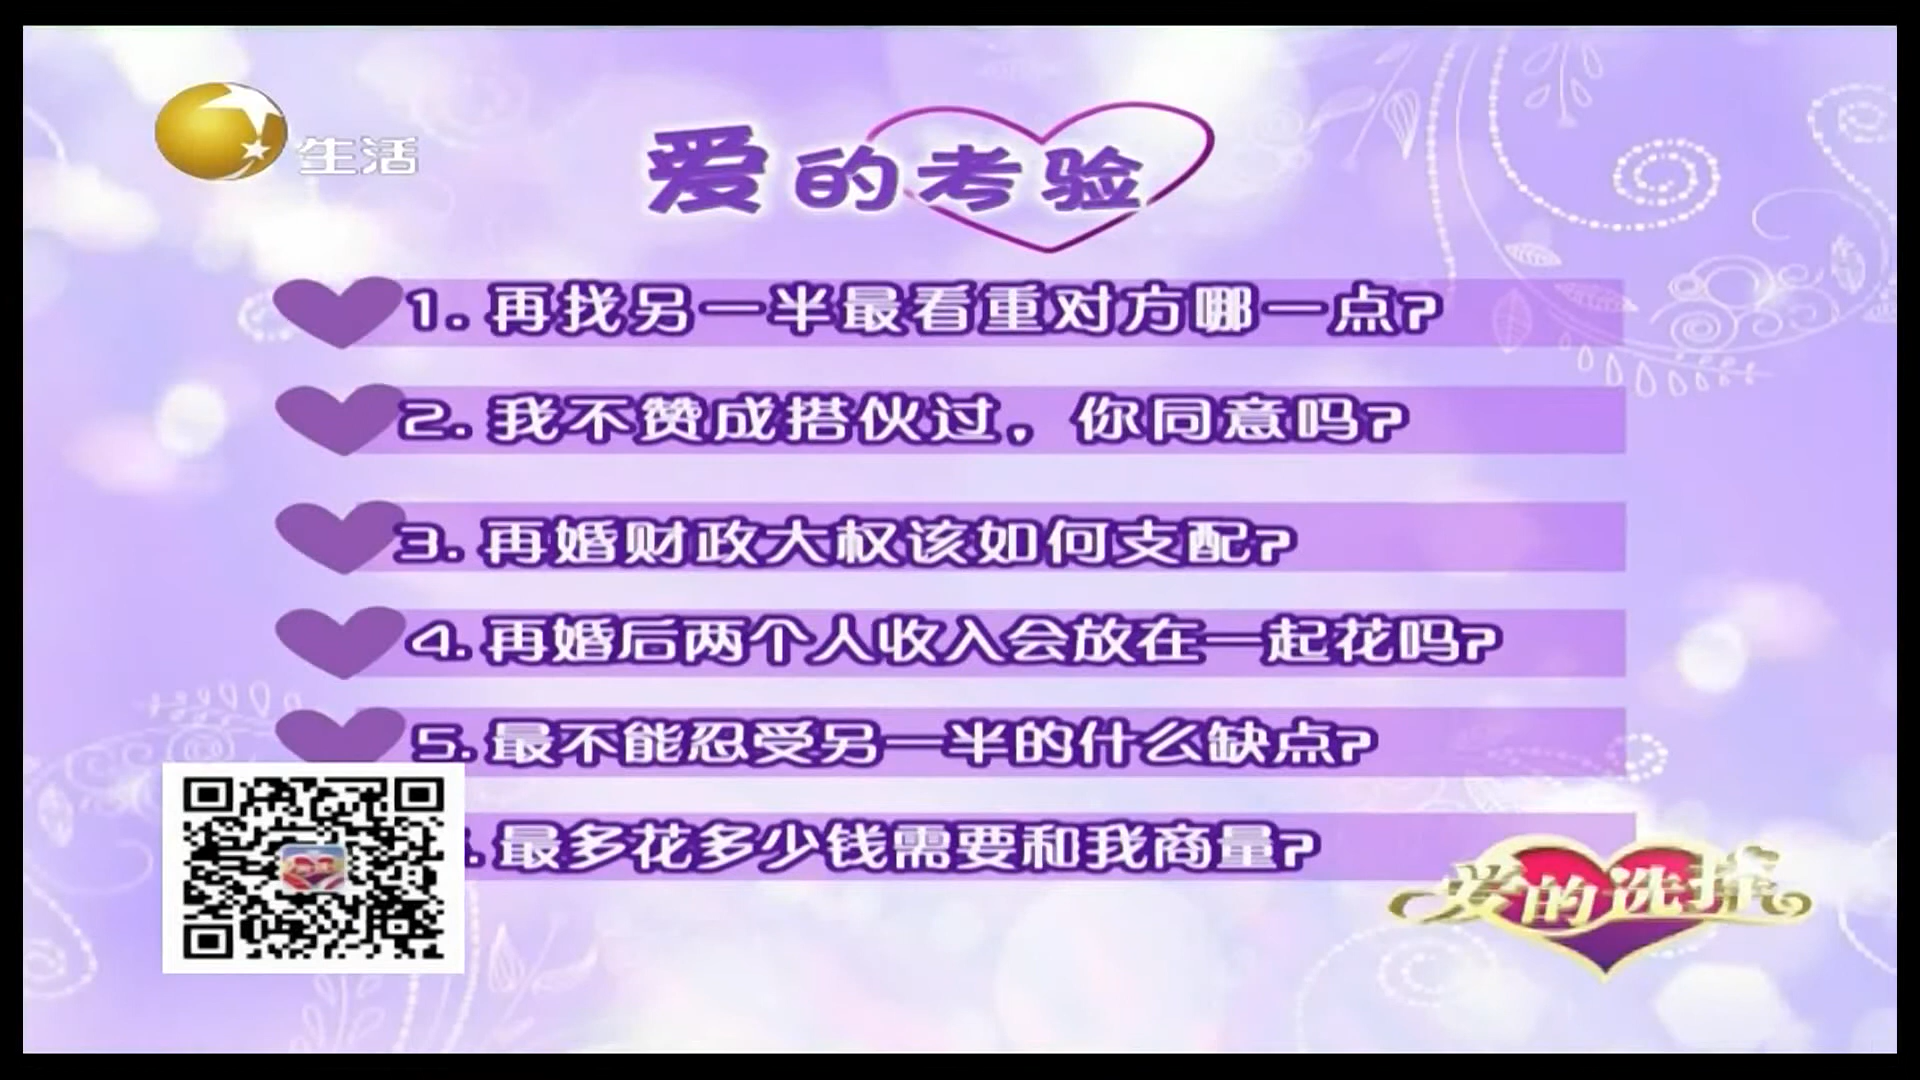 生活
爱的考验
1. 再找另一半最看重对方哪一点?
2. 我不赞成搭伙过，你同意吗?
3. 再婚财政大权该如何支配?
4. 再婚后两个人收入会放在一起花吗?
5. 最不能忍受另一半的什么缺点?
. 最多花多少钱需要和我商量?
爱的选择